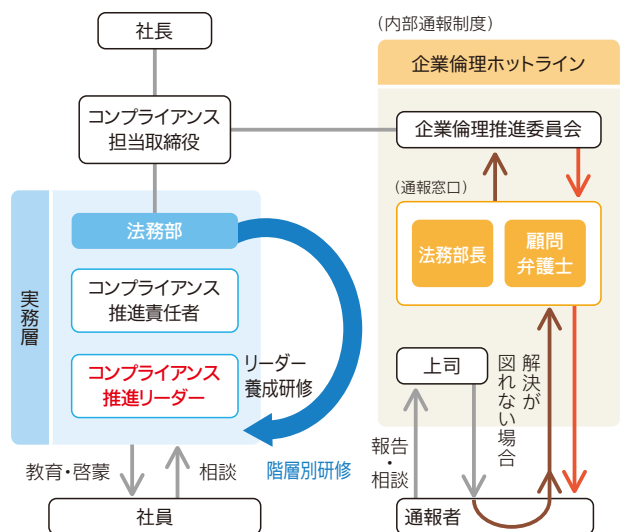 社長
コンプライアンス
担当取締役
実務層
法務部
コンプライアンス
推進責任者
コンプライアンス
推進リーダー
リーダー
養成研修
階層別研修
教育・啓蒙
相談
社員
(内部通報制度)
企業倫理ホットライン
企業倫理推進委員会
(通報窓口)
法務部長
顧問
弁護士
上司
解決が
図れない場合
報告・
相談
通報者